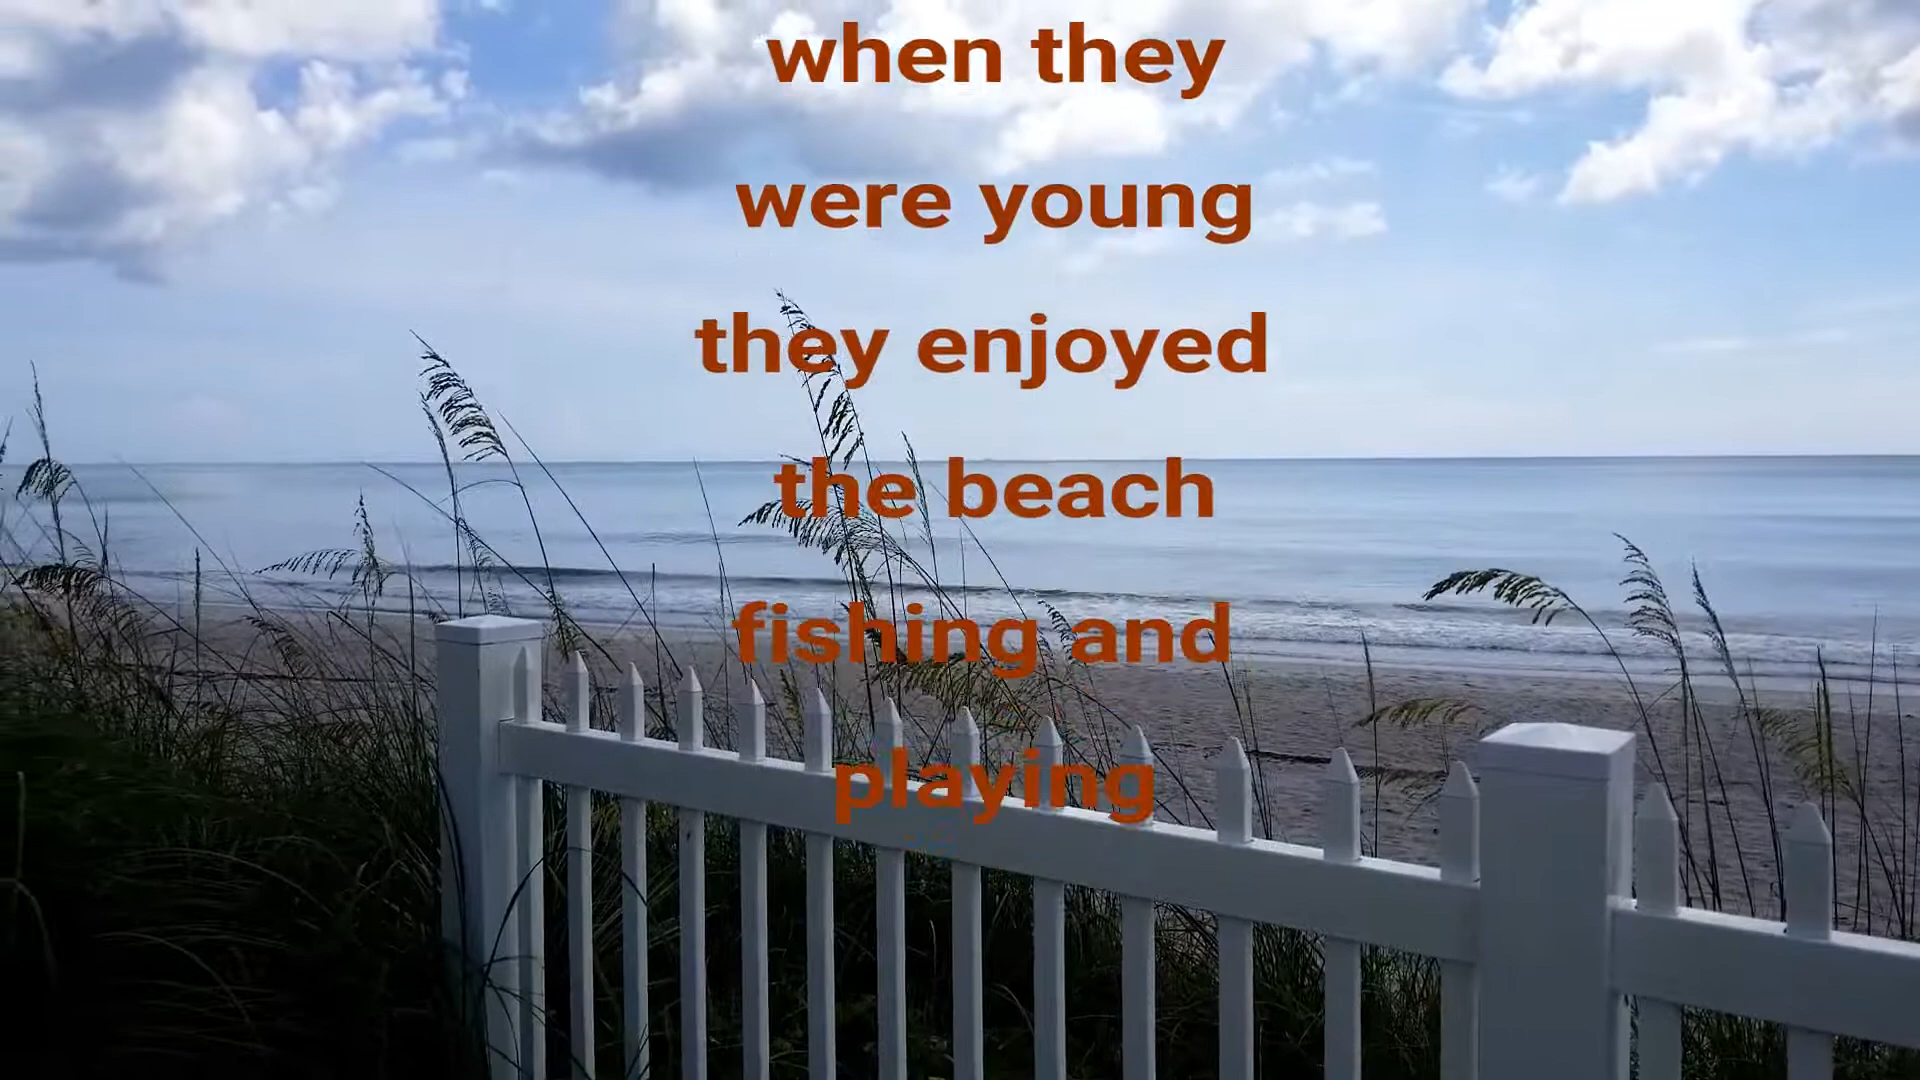 when they
were young
they enjoyed
the beach
fishing and
playing